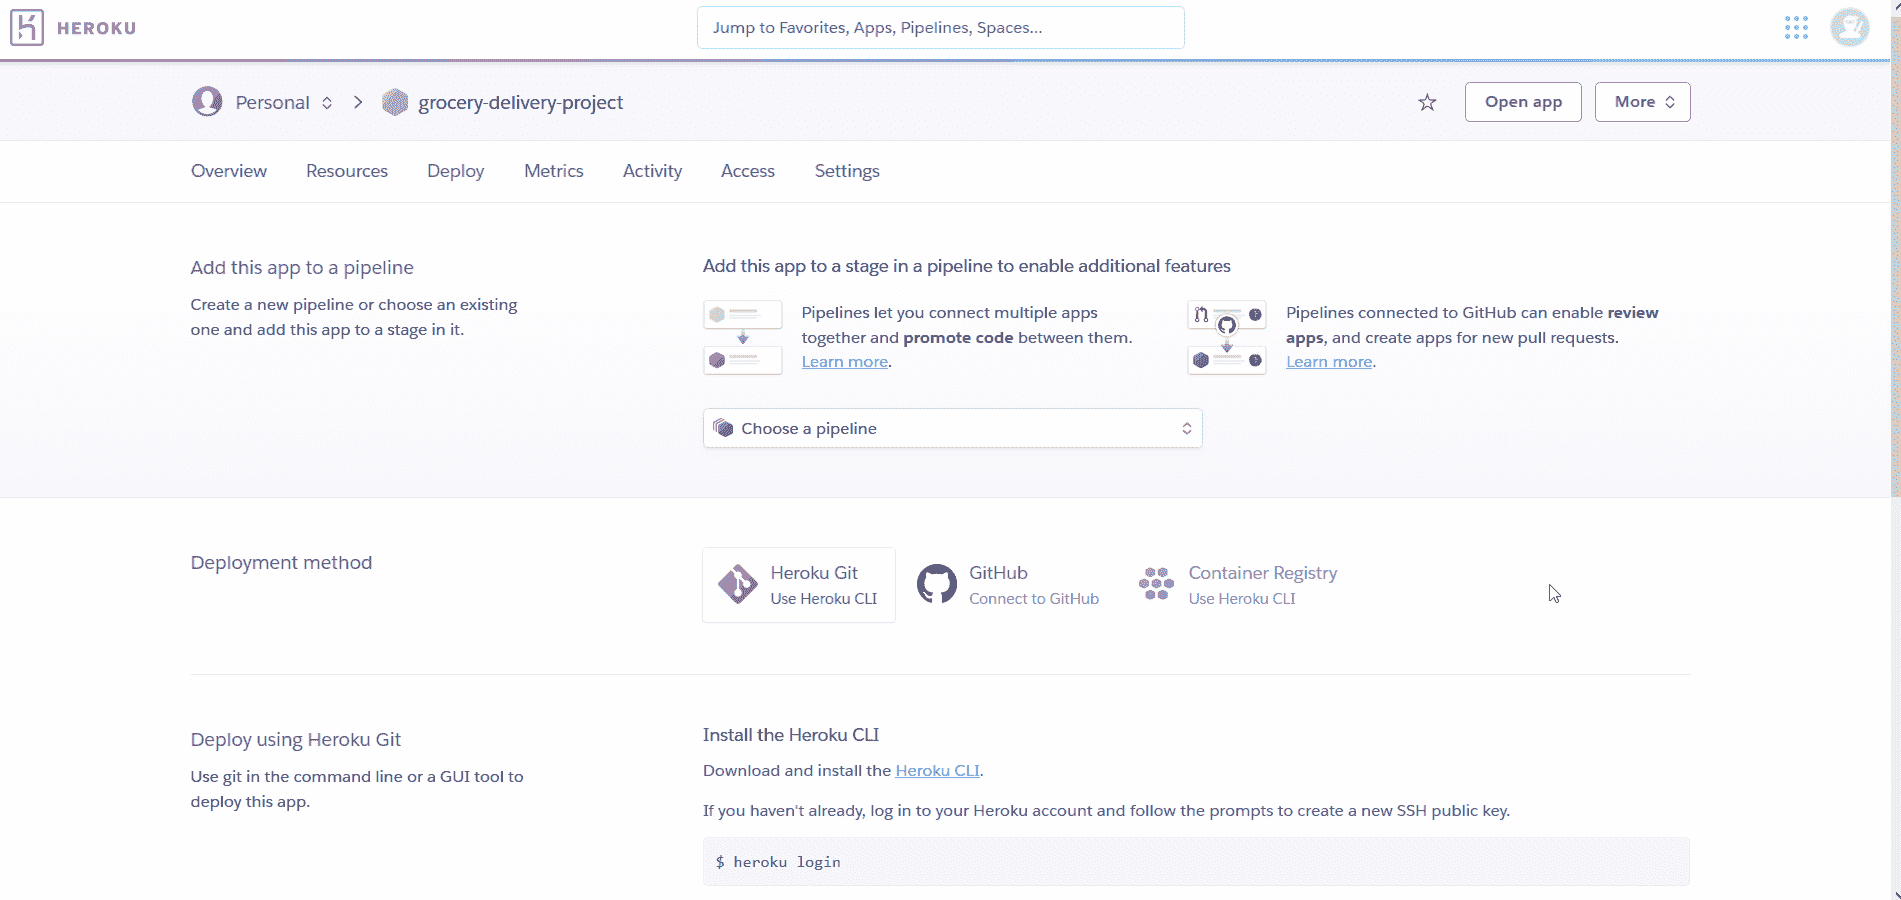 HEROKU
Jump to Favorites, Apps, Pipelines, Spaces...
Personal
grocery-delivery-project
Open app
More
Overview
Resources
Deploy
Metrics
Activity
Access
Settings
Add this app to a pipeline
Create a new pipeline or choose an existing
one and add this app to a stage in it.
Add this app to a stage in a pipeline to enable additional features
Pipelines let you connect multiple apps
together and promote code between them.
Learn more.
Pipelines connected to GitHub can enable review
apps, and create apps for new pull requests.
Learn more.
Choose a pipeline
Deployment method
Heroku Git
Use Heroku CLI
GitHub
Connect to GitHub
Container Registry
Use Heroku CLI
Deploy using Heroku Git
Use git in the command line or a GUI tool to
deploy this app.
Install the Heroku CLI
Download and install the Heroku CLI.
If you haven't already, log in to your Heroku account and follow the prompts to create a new SSH public key.
$ heroku login